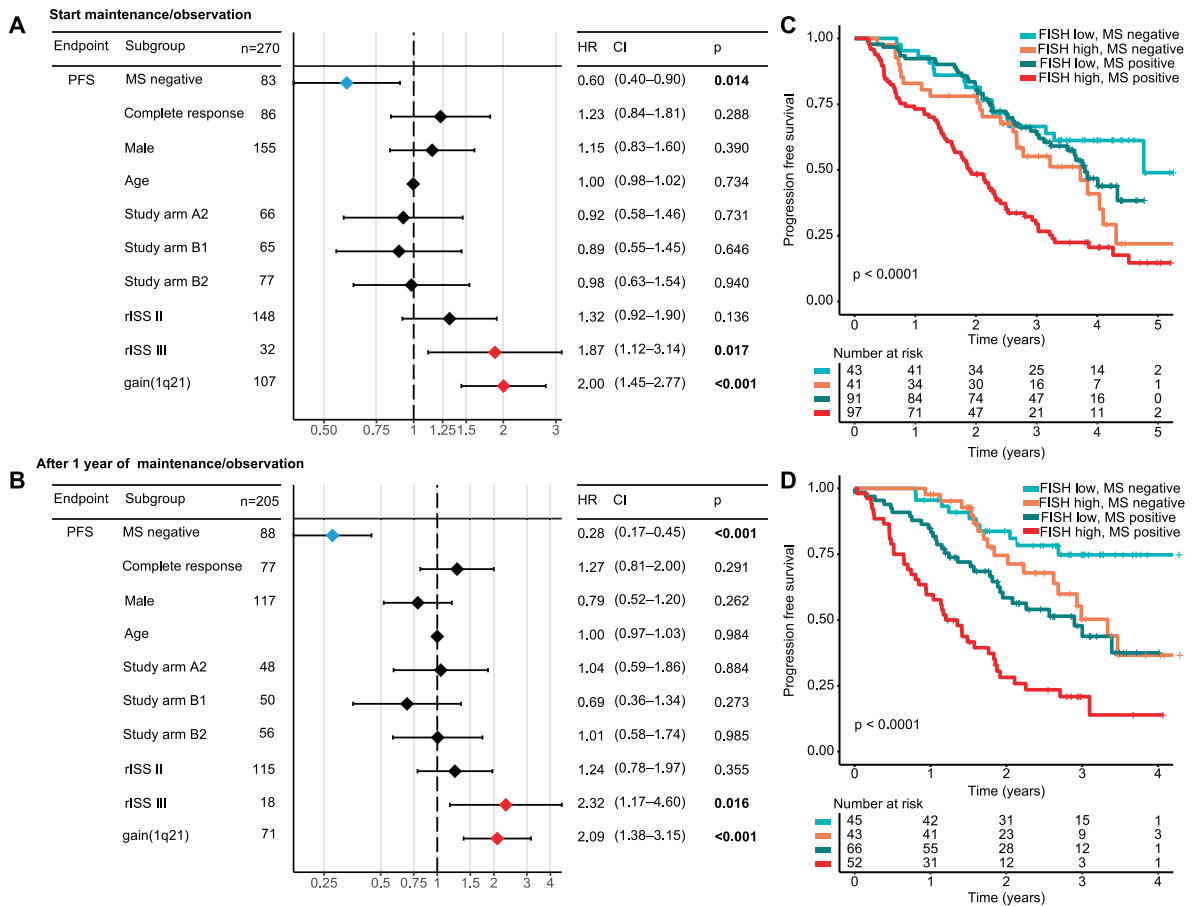 A
Start maintenance/observation
Endpoint Subgroup n=270 HR CI p
PFS MS negative 83 0.60 (0.40–0.90) 0.014
Complete response 86 1.23 (0.84–1.81) 0.288
Male 155 1.15 (0.83–1.60) 0.390
Age 1.00 (0.98–1.02) 0.734
Study arm A2 66 0.92 (0.58–1.46) 0.731
Study arm B1 65 0.89 (0.55–1.45) 0.646
Study arm B2 77 0.98 (0.63–1.54) 0.940
rISS II 148 1.32 (0.92–1.90) 0.136
rISS III 32 1.87 (1.12–3.14) 0.017
gain(1q21) 107 2.00 (1.45–2.77) <0.001
0.50 0.75 1 1.25 1.5 2 3
B
After 1 year of maintenance/observation
Endpoint Subgroup n=205 HR CI p
PFS MS negative 88 0.28 (0.17–0.45) <0.001
Complete response 77 1.27 (0.81–2.00) 0.291
Male 117 0.79 (0.52–1.20) 0.262
Age 1.00 (0.97–1.03) 0.984
Study arm A2 48 1.04 (0.59–1.86) 0.884
Study arm B1 50 0.69 (0.36–1.34) 0.273
Study arm B2 56 1.01 (0.58–1.74) 0.985
rISS II 115 1.24 (0.78–1.97) 0.355
rISS III 18 2.32 (1.17–4.60) 0.016
gain(1q21) 71 2.09 (1.38–3.15) <0.001
0.25 0.5 0.75 1 1.5 2 3 4
C
FISH low, MS negative
FISH high, MS negative
FISH low, MS positive
FISH high, MS positive
Progression free survival
1.00
0.75
0.50
0.25
0.00
p < 0.0001
0 1 2 3 4 5
Time (years)
Number at risk
43 41 34 25 14 2
41 34 30 16 7 1
91 84 74 47 16 0
97 71 47 21 11 2
0 1 2 3 4 5
Time (years)
D
FISH low, MS negative
FISH high, MS negative
FISH low, MS positive
FISH high, MS positive
Progression free survival
1.00
0.75
0.50
0.25
0.00
p < 0.0001
0 1 2 3 4
Time (years)
Number at risk
45 42 31 15 1
43 41 23 9 3
66 55 28 12 1
52 31 12 3 1
0 1 2 3 4
Time (years)